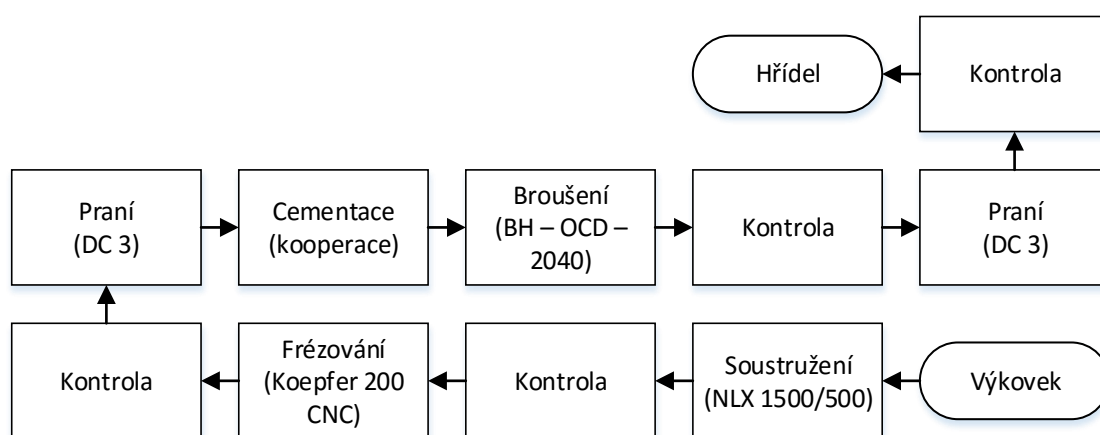 Hřídel
Kontrola
Praní
(DC 3)
Cementace
(kooperace)
Broušení
(BH – OCD –
2040)
Kontrola
Praní
(DC 3)
Kontrola
Frézování
(Koepfer 200
CNC)
Kontrola
Soustružení
(NLX 1500/500)
Výkovek